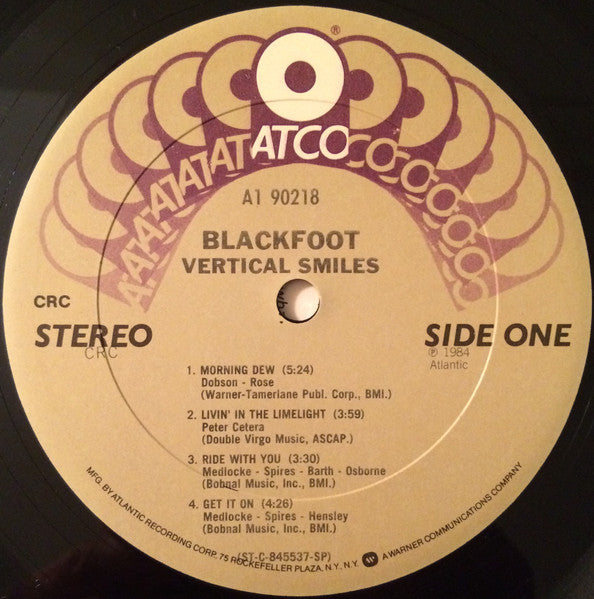 ATCO®
A1 90218
BLACKFOOT
VERTICAL SMILES
CRC
STEREO
CRC
SIDE ONE
℗ 1984
Atlantic
1. MORNING DEW (5:24)
Dobson - Rose
(Warner-Tamerlane Publ. Corp., BMI.)
2. LIVIN' IN THE LIMELIGHT (3:59)
Peter Cetera
(Double Virgo Music, ASCAP.)
3. RIDE WITH YOU (3:30)
Medlocke - Spires - Barth - Osborne
(Bobnal Music, Inc., BMI.)
4. GET IT ON (4:26)
Medlocke - Spires - Hensley
(Bobnal Music, Inc., BMI.)
(ST-C-845537-SP)
MFG. BY ATLANTIC RECORDING CORP. 75 ROCKEFELLER PLAZA, N.Y. N.Y. A WARNER COMMUNICATIONS COMPANY